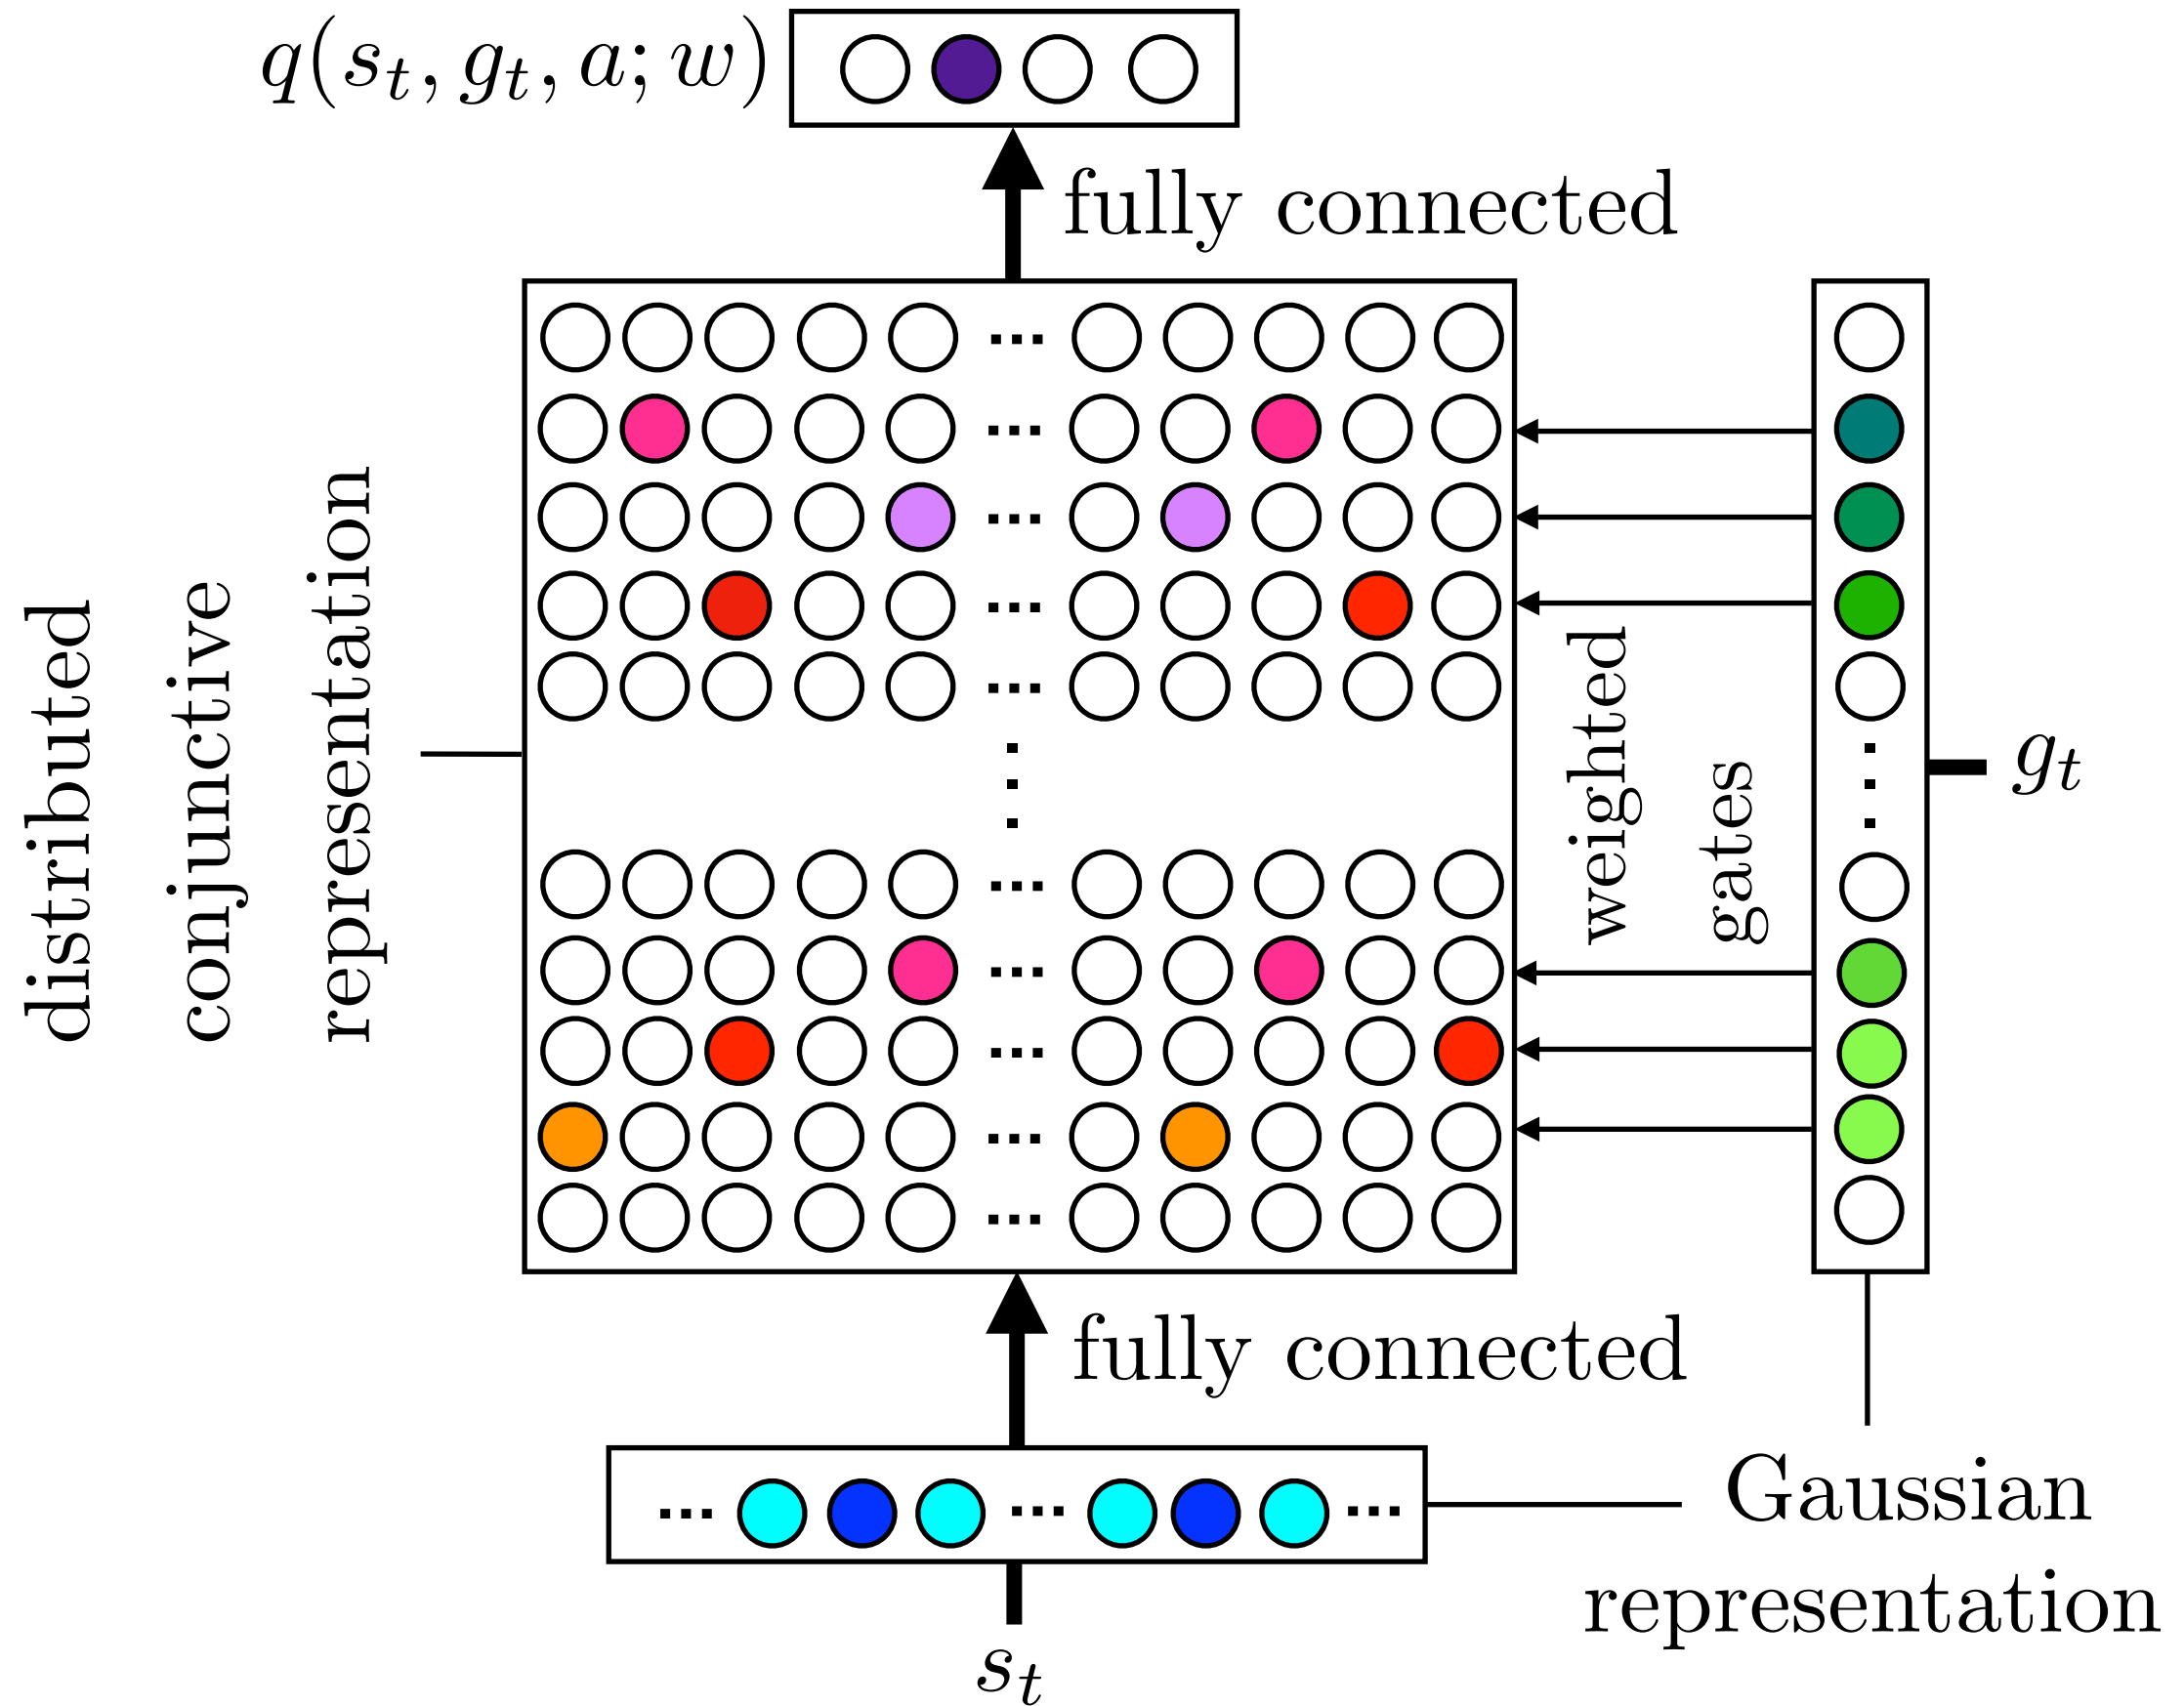 q(s_t, g_t, a; w)
fully connected
distributed
conjunctive
representation
weighted
gates
g_t
fully connected
Gaussian
representation
s_t